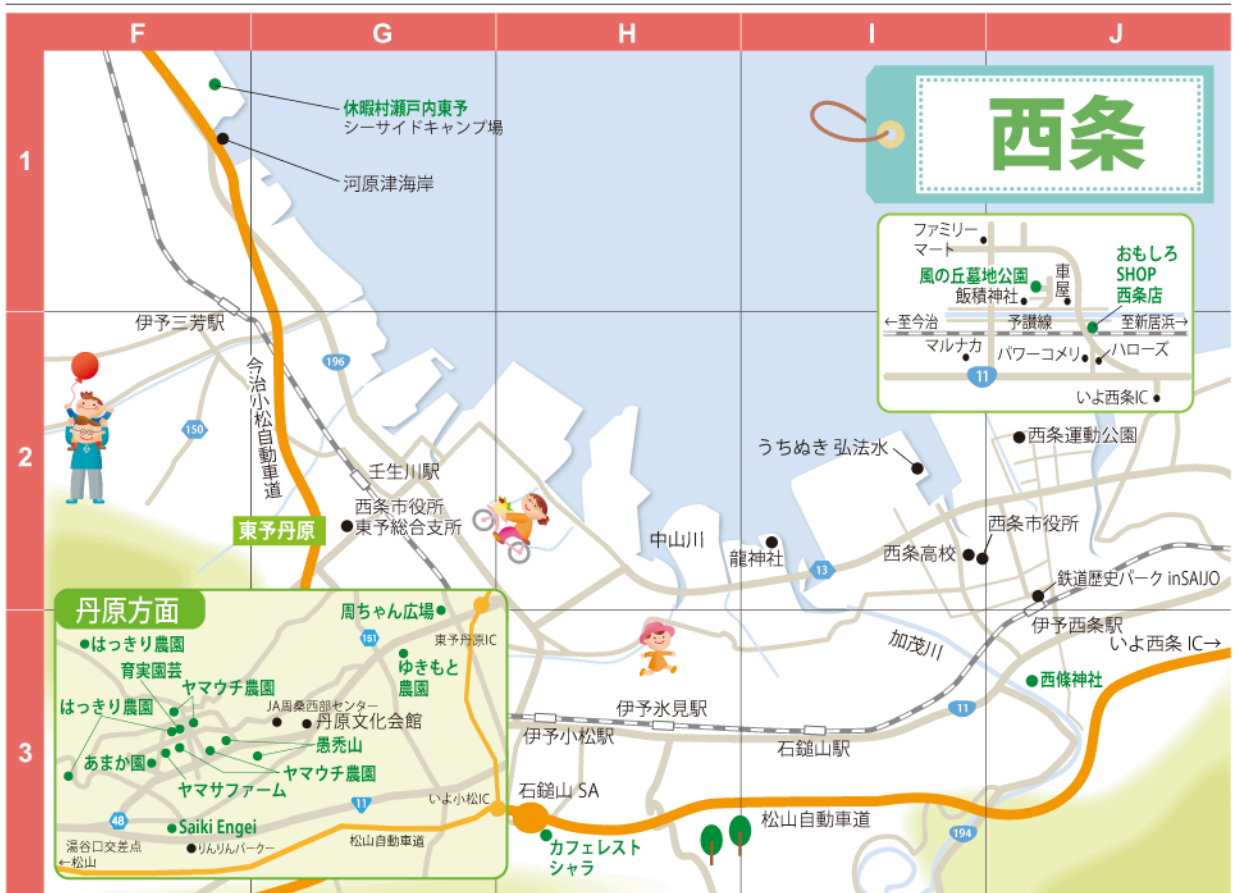 F
G
H
I
J
1
2
3
西条
休暇村瀬戸内東予
シーサイドキャンプ場
河原津海岸
ファミリー
マート
風の丘墓地公園
飯積神社
車屋
おもしろ
SHOP
西条店
←至今治
予讃線
至新居浜→
マルナカ
パワーコメリ
ハローズ
11
いよ西条IC
伊予三芳駅
196
今治小松自動車道
150
壬生川駅
西条市役所
東予総合支所
東予丹原
うちぬき 弘法水
西条運動公園
中山川
龍神社
13
西条高校
西条市役所
鉄道歴史パーク inSAIJO
伊予西条駅
いよ西条 IC→
加茂川
西條神社
11
伊予氷見駅
伊予小松駅
石鎚山駅
石鎚山 SA
松山自動車道
194
カフェレスト
シャラ
丹原方面
周ちゃん広場
151
東予丹原IC
はっきり農園
育実園芸
ヤマウチ農園
ゆきもと
農園
はっきり農園
JA周桑西部センター
丹原文化会館
愚禿山
あまか園
ヤマウチ農園
ヤマサファーム
いよ小松IC
11
48
Saiki Engei
湯谷口交差点
りんりんパーク
←松山
松山自動車道